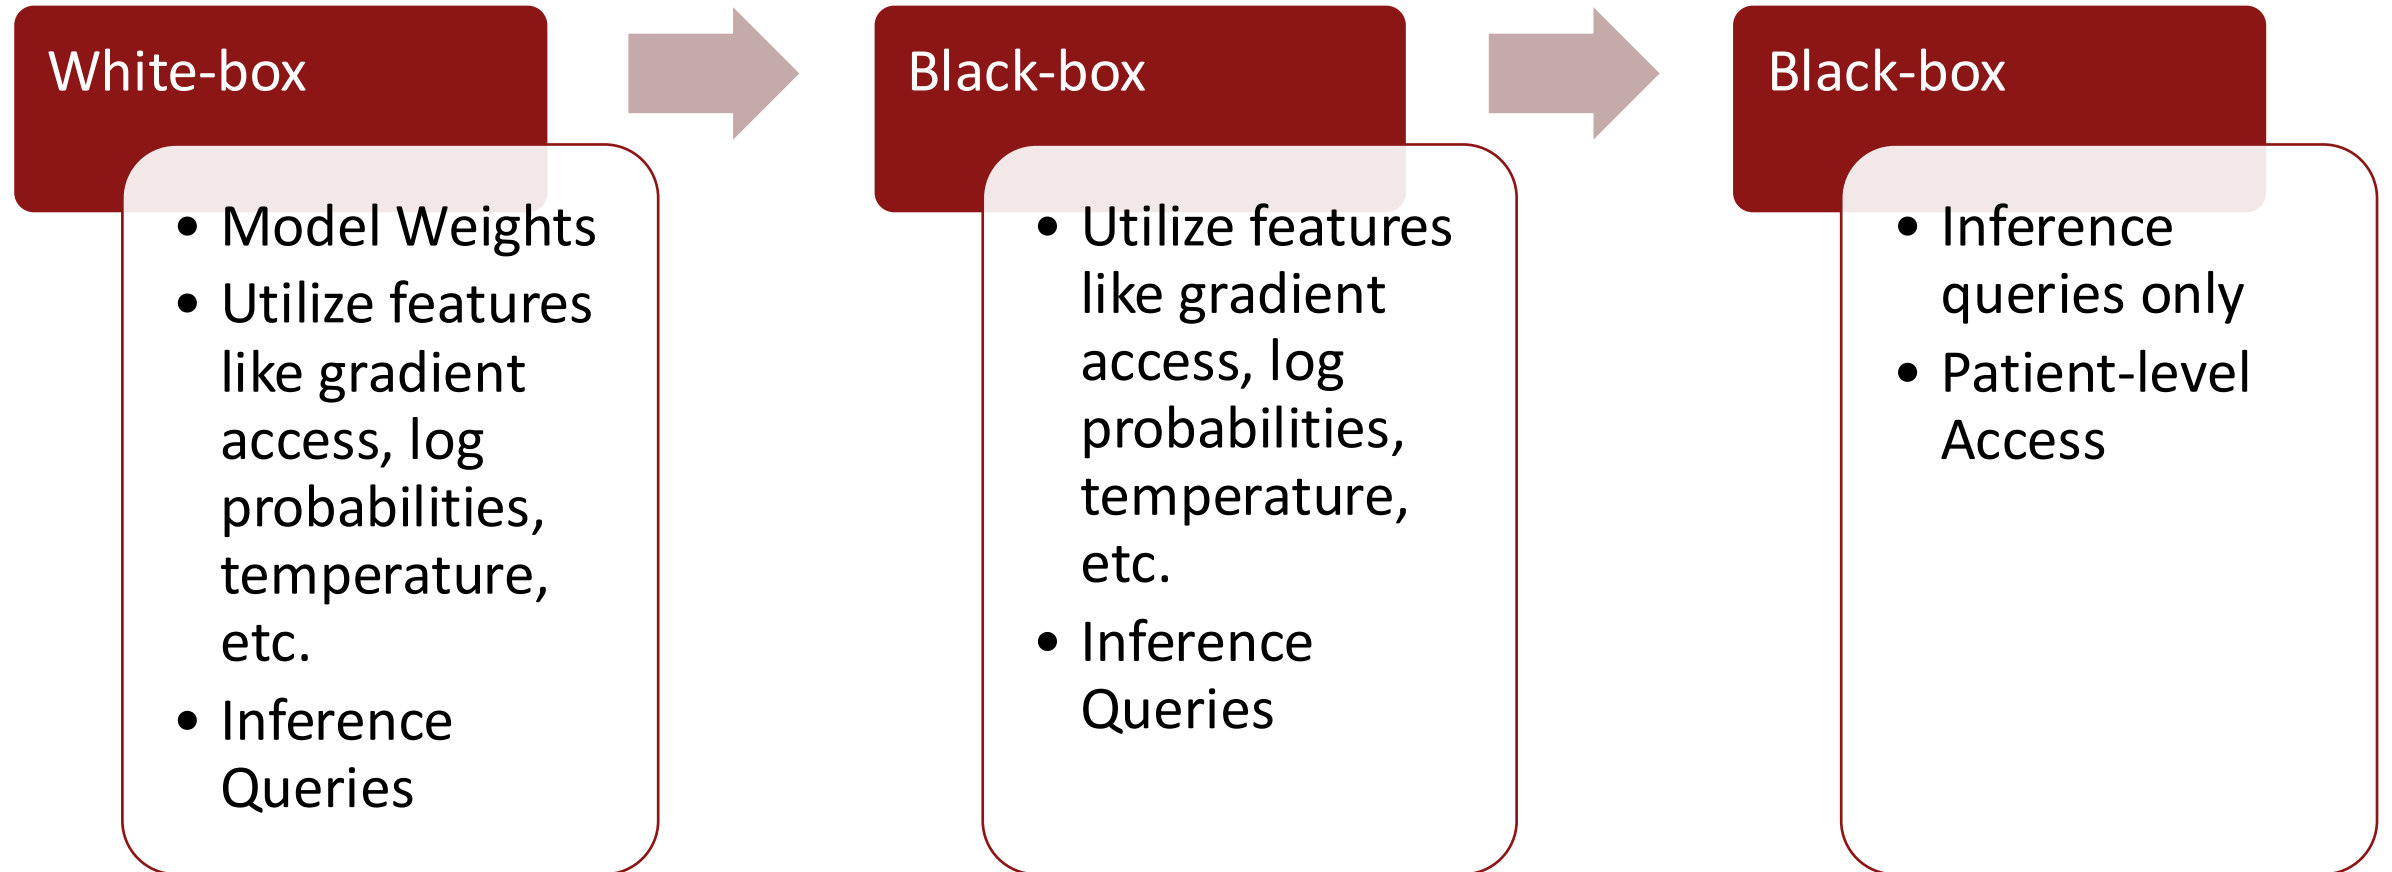 White-box
• Model Weights
• Utilize features
like gradient
access, log
probabilities,
temperature,
etc.
• Inference
Queries
Black-box
• Utilize features
like gradient
access, log
probabilities,
temperature,
etc.
• Inference
Queries
Black-box
• Inference
queries only
• Patient-level
Access